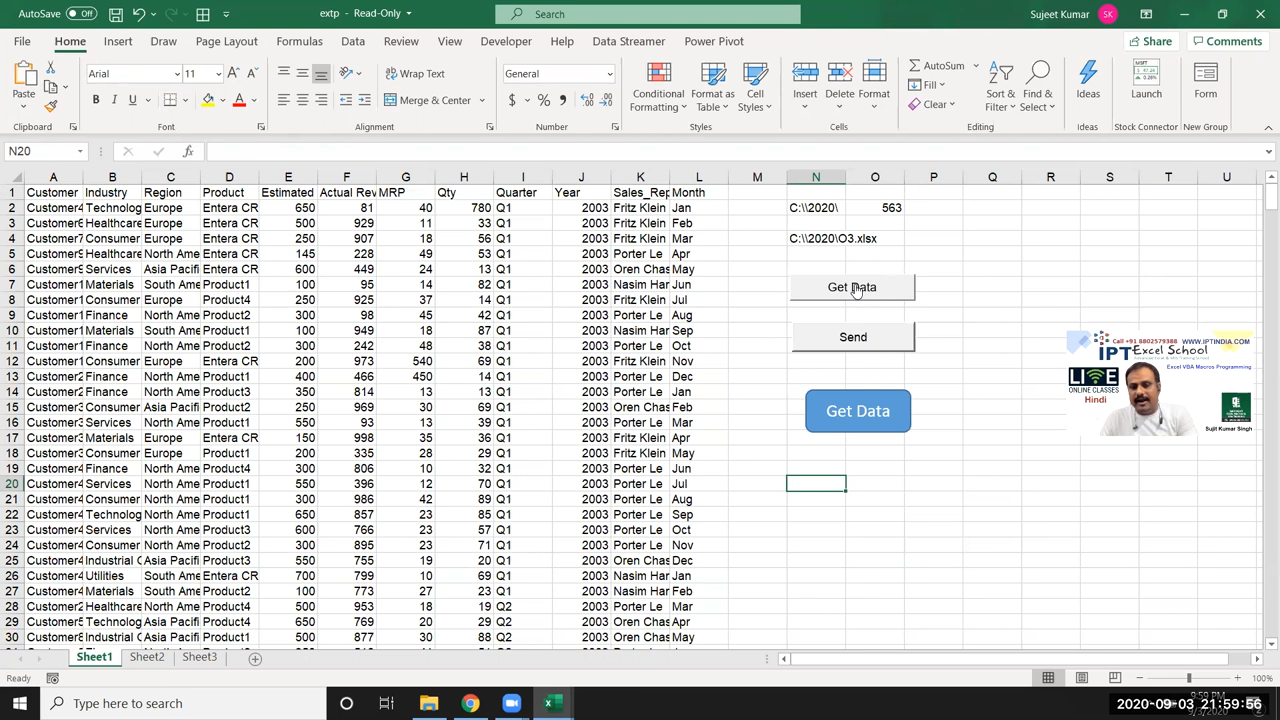 AutoSave Off extp - Read-Only Search Sujeet Kumar SK
File Home Insert Draw Page Layout Formulas Data Review View Developer Help Data Streamer Power Pivot Share Comments
Arial 11 Wrap Text General AutoSum
Paste B I U Merge & Center $ % Conditional Formatting Format as Table Cell Styles Insert Delete Format Fill Clear Sort & Filter Find & Select Ideas Launch Form
Clipboard Font Alignment Number Styles Cells Editing Ideas Stock Connector New Group
N20 fx
A B C D E F G H I J K L M N O P Q R S T U
1 Customer Industry Region Product Estimated Actual Rev MRP Qty Quarter Year Sales_Rep Month
2 Customer4 Technolog Europe Entera CR 650 81 40 780 Q1 2003 Fritz Klein Jan C:\\2020\ 563
3 Customer6 Healthcare Europe Entera CR 500 929 11 33 Q1 2003 Fritz Klein Feb
4 Customer7 Consumer Europe Entera CR 250 907 18 56 Q1 2003 Fritz Klein Mar C:\\2020\O3.xlsx
5 Customer9 Healthcare North Ame Entera CR 145 228 49 53 Q1 2003 Porter Le Apr
6 Customer9 Services Asia Pacifi Entera CR 600 449 24 13 Q1 2003 Oren Chas May
7 Customer1 Materials South Ame Product1 100 95 14 82 Q1 2003 Nasim Har Jun Get Data
8 Customer1 Consumer Europe Product4 250 925 37 14 Q1 2003 Fritz Klein Jul
9 Customer1 Finance North Ame Product2 300 98 45 42 Q1 2003 Porter Le Aug
10 Customer1 Materials South Ame Product1 100 949 18 87 Q1 2003 Nasim Har Sep Send
11 Customer1 Finance North Ame Product1 300 242 48 38 Q1 2003 Porter Le Oct
12 Customer1 Consumer Europe Entera CR 200 973 540 69 Q1 2003 Fritz Klein Nov
13 Customer2 Finance North Ame Product1 400 466 450 14 Q1 2003 Porter Le Dec
14 Customer2 Finance North Ame Product3 350 814 13 13 Q1 2003 Porter Le Jan
15 Customer3 Consumer Asia Pacifi Product2 250 969 30 69 Q1 2003 Oren Chas Feb Get Data
16 Customer3 Services North Ame Product1 550 93 13 39 Q1 2003 Porter Le Mar
17 Customer3 Materials Europe Entera CR 150 998 35 36 Q1 2003 Fritz Klein Apr
18 Customer3 Consumer Europe Product1 200 335 28 29 Q1 2003 Fritz Klein May
19 Customer4 Finance North Ame Product4 300 806 10 32 Q1 2003 Porter Le Jun
20 Customer4 Services North Ame Product1 550 396 12 70 Q1 2003 Porter Le Jul
21 Customer4 Consumer North Ame Product1 300 986 42 89 Q1 2003 Porter Le Aug
22 Customer4 Technolog North Ame Product1 650 857 23 85 Q1 2003 Porter Le Sep
23 Customer4 Services North Ame Product2 600 766 23 57 Q1 2003 Porter Le Oct
24 Customer4 Consumer North Ame Entera CR 300 895 23 71 Q1 2003 Porter Le Nov
25 Customer4 Industrial G Asia Pacifi Product3 550 755 19 20 Q1 2003 Oren Chas Dec
26 Customer4 Utilities South Ame Entera CR 700 799 10 69 Q1 2003 Nasim Har Jan
27 Customer4 Materials South Ame Product2 100 773 27 23 Q1 2003 Nasim Har Feb
28 Customer2 Healthcare North Ame Product4 500 953 18 19 Q2 2003 Porter Le Mar
29 Customer8 Technolog Asia Pacifi Product4 650 769 20 29 Q2 2003 Oren Chas Apr
30 Customer8 Industrial G North Ame 300 877 30 88 Q2 2003 Oren Chas May
Call +91 8802579388 WWW.IPTINDIA.COM
IPT Excel School
Excel VBA Macros Programming
LIVE
ONLINE CLASSES
Hindi
Sujit Kumar Singh
Sheet1 Sheet2 Sheet3
Ready 100%
Type here to search 9:59 PM
9/3/2020
2020-09-03 21:59:56